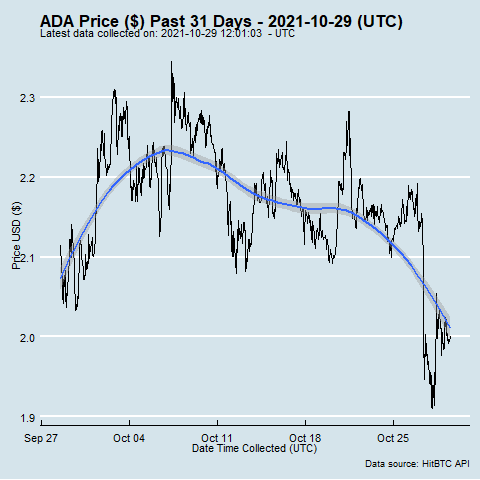 ADA Price ($) Past 31 Days - 2021-10-29 (UTC)
Latest data collected on: 2021-10-29 12:01:03  - UTC
2.3
2.2
2.1
2.0
1.9
Price USD ($)
Sep 27
Oct 04
Oct 11
Oct 18
Oct 25
Date Time Collected (UTC)
Data source: HitBTC API